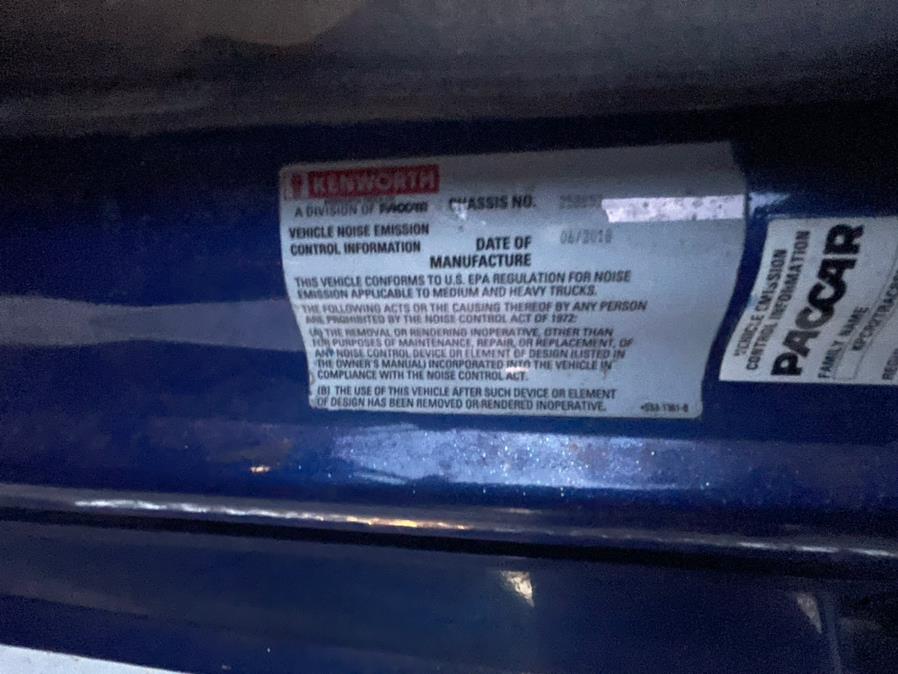 KENWORTH
A DIVISION OF PACCAR
CHASSIS NO.
VEHICLE NOISE EMISSION
CONTROL INFORMATION
DATE OF
MANUFACTURE
06/2018
THIS VEHICLE CONFORMS TO U.S. EPA REGULATION FOR NOISE
EMISSION APPLICABLE TO MEDIUM AND HEAVY TRUCKS.
THE FOLLOWING ACTS OR THE CAUSING THEREOF BY ANY PERSON
ARE PROHIBITED BY THE NOISE CONTROL ACT OF 1972:
(A) THE REMOVAL OR RENDERING INOPERATIVE, OTHER THAN
FOR PURPOSES OF MAINTENANCE, REPAIR, OR REPLACEMENT, OF
ANY NOISE CONTROL DEVICE OR ELEMENT OF DESIGN (LISTED IN
THE OWNER'S MANUAL) INCORPORATED INTO THE VEHICLE IN
COMPLIANCE WITH THE NOISE CONTROL ACT.
(B) THE USE OF THIS VEHICLE AFTER SUCH DEVICE OR ELEMENT
OF DESIGN HAS BEEN REMOVED OR RENDERED INOPERATIVE.
VEHICLE EMISSION
CONTROL INFORMATION
PACCAR
FAMILY NAME